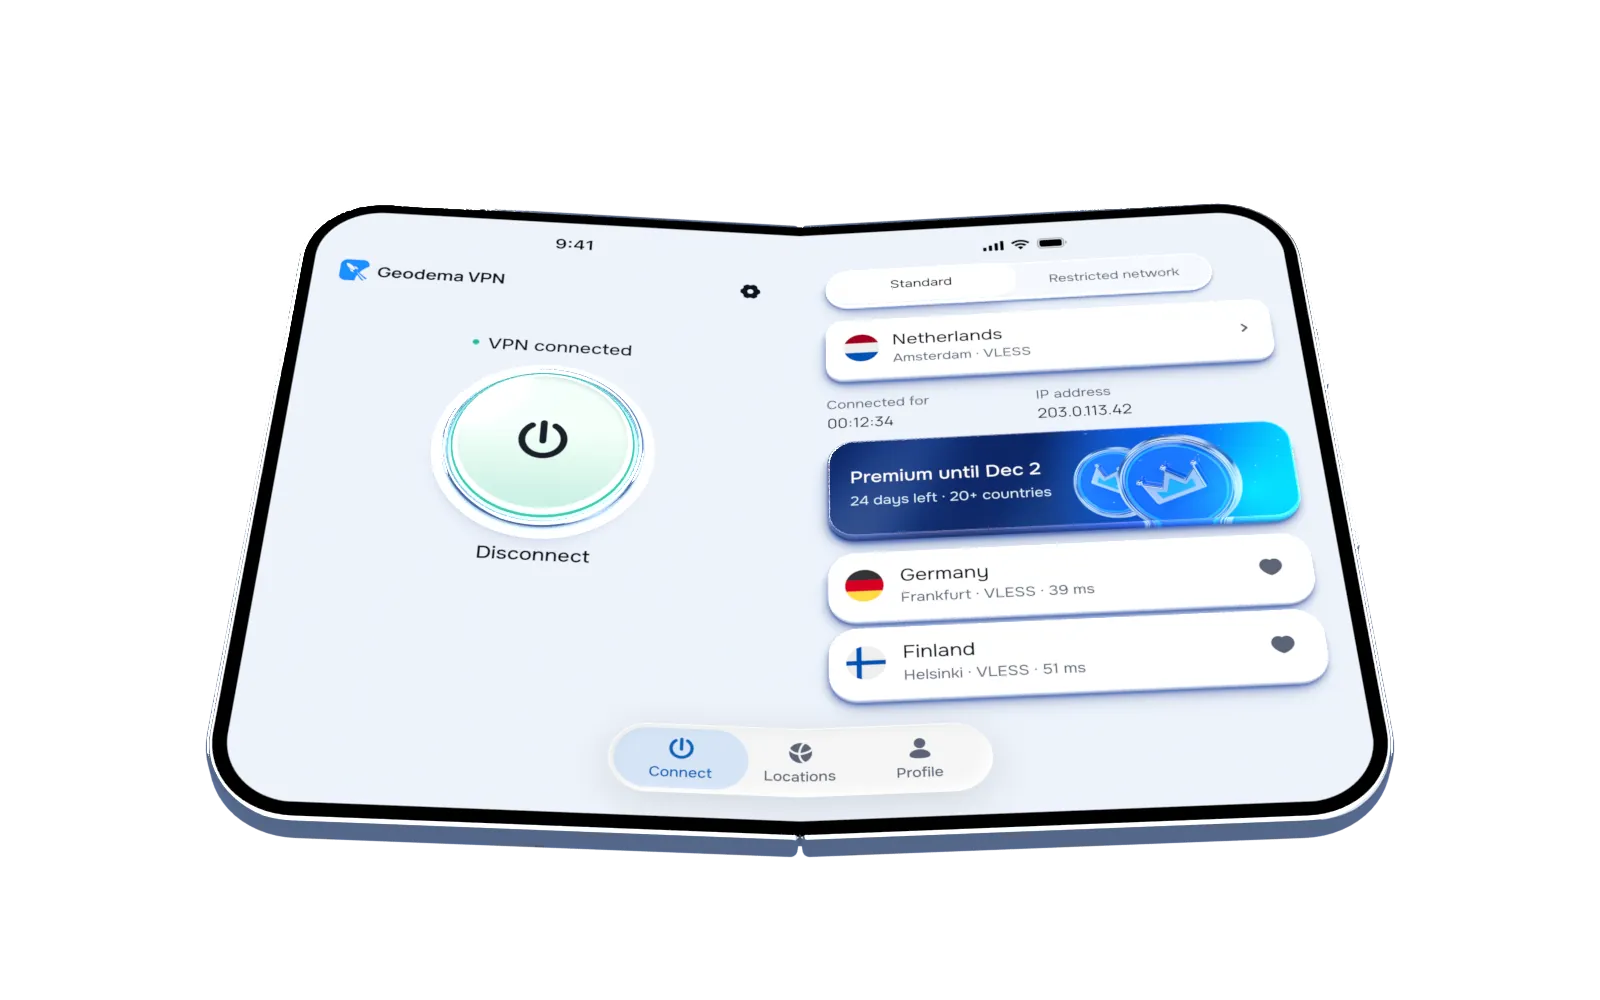 9:41
Geodema VPN
VPN connected
Disconnect
Standard
Restricted network
Netherlands
Amsterdam · VLESS
Connected for
00:12:34
IP address
203.0.113.42
Premium until Dec 2
24 days left · 20+ countries
Germany
Frankfurt · VLESS · 39 ms
Finland
Helsinki · VLESS · 51 ms
Connect
Locations
Profile